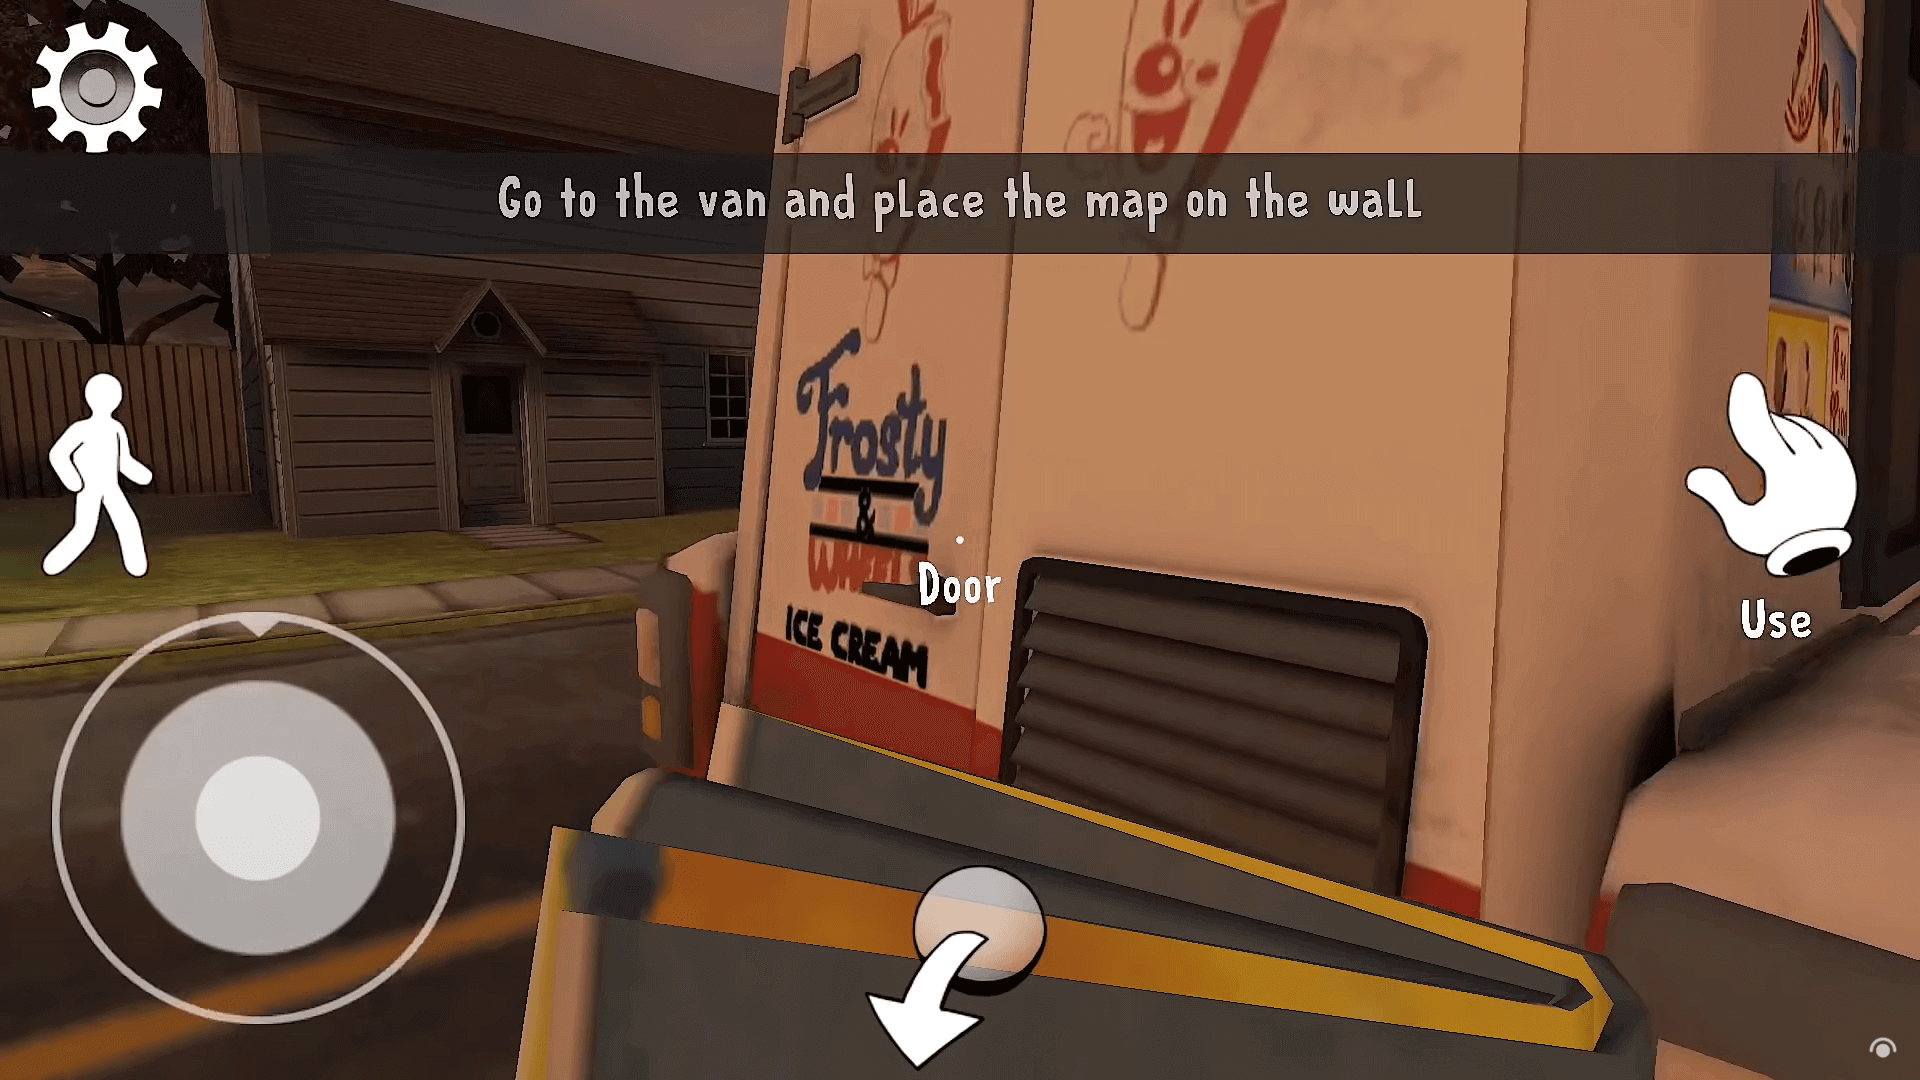 Go to the van and place the map on the wall
Frosty
&
ICE CREAM
Door
Use